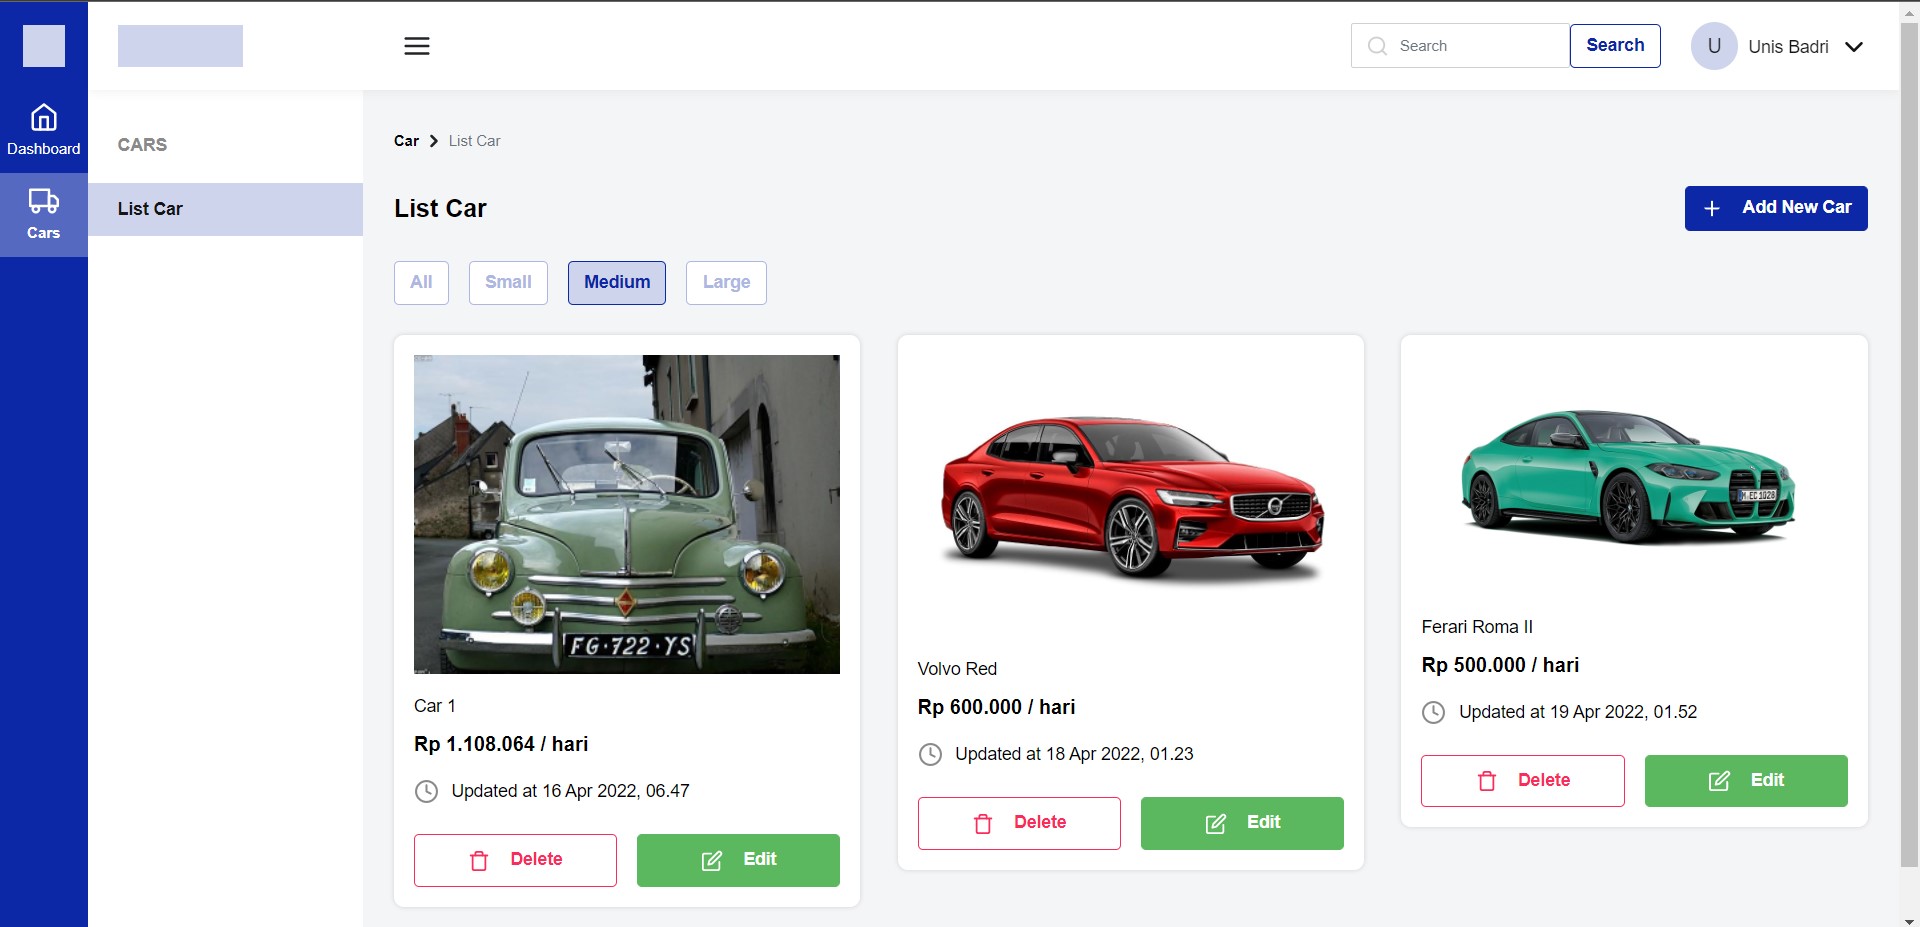 Search
Search
U
Unis Badri
Dashboard
Cars
CARS
List Car
Car
List Car
List Car
Add New Car
All
Small
Medium
Large
FG·722·YS
Car 1
Rp 1.108.064 / hari
Updated at 16 Apr 2022, 06.47
Delete
Edit
Volvo Red
Rp 600.000 / hari
Updated at 18 Apr 2022, 01.23
Delete
Edit
M·EC 1028
Ferari Roma II
Rp 500.000 / hari
Updated at 19 Apr 2022, 01.52
Delete
Edit